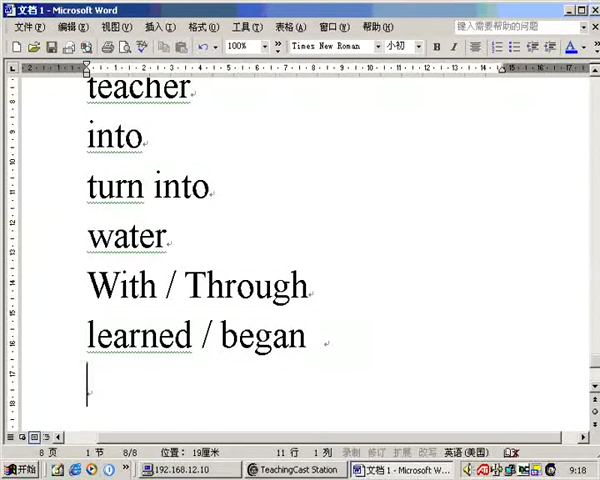 文档 1 - Microsoft Word
文件(F) 编辑(E) 视图(V) 插入(I) 格式(O) 工具(T) 表格(A) 窗口(W) 帮助(H) 键入需要帮助的问题
100% Times New Roman 小初 B I
teacher
into
turn into
water
With / Through
learned / began
8 页 1 节 8/8 位置: 19厘米 11 行 1 列 录制 修订 扩展 改写 英语(美国)
开始 192.168.12.10 TeachingCast Station 文档 1 - Microsoft W... 9:18